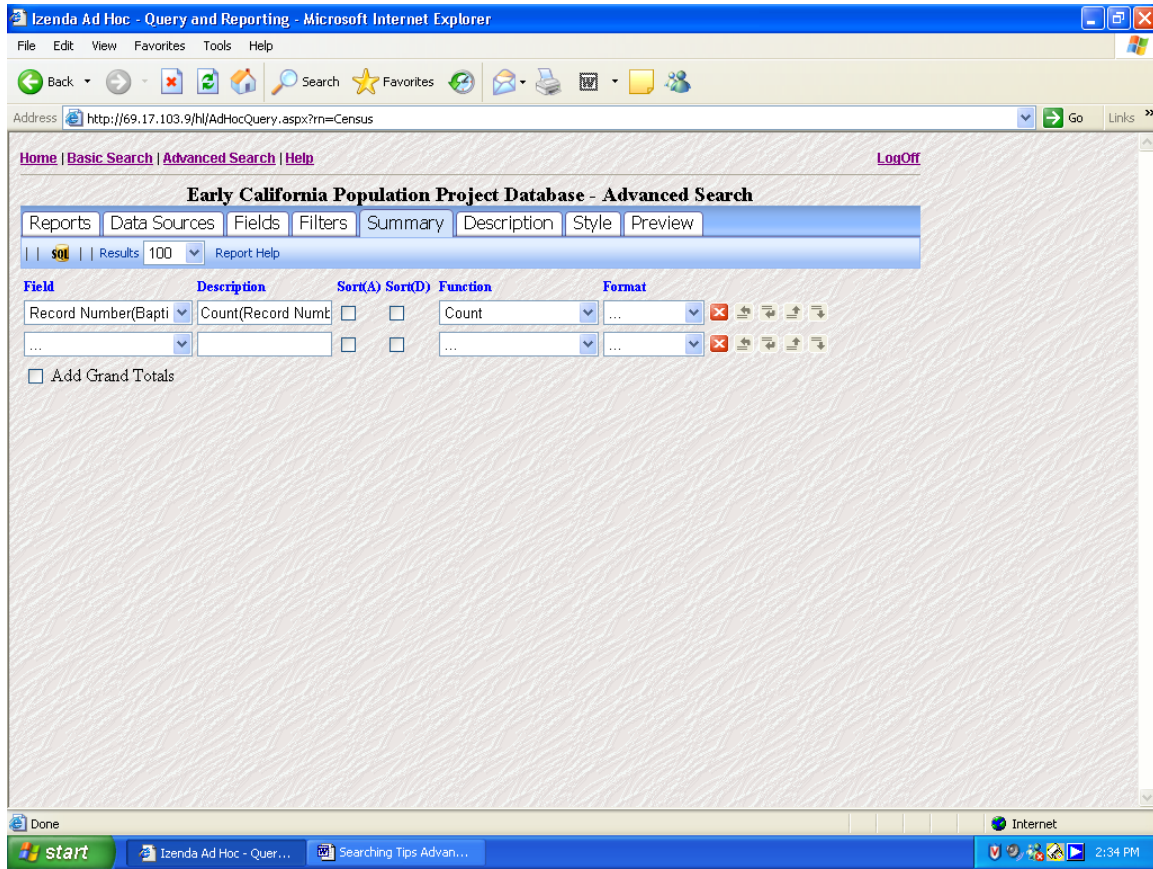 Izenda Ad Hoc - Query and Reporting - Microsoft Internet Explorer
File Edit View Favorites Tools Help
Back Search Favorites
Address http://69.17.103.9/hl/AdHocQuery.aspx?rn=Census Go Links »
Home | Basic Search | Advanced Search | Help LogOff
Early California Population Project Database - Advanced Search
Reports Data Sources Fields Filters Summary Description Style Preview
| | SQL | | Results 100 Report Help
Field Description Sort(A) Sort(D) Function Format
Record Number(Bapti Count(Record Numb Count ...
... ... ...
Add Grand Totals
Done Internet
start Izenda Ad Hoc - Quer... Searching Tips Advan... 2:34 PM